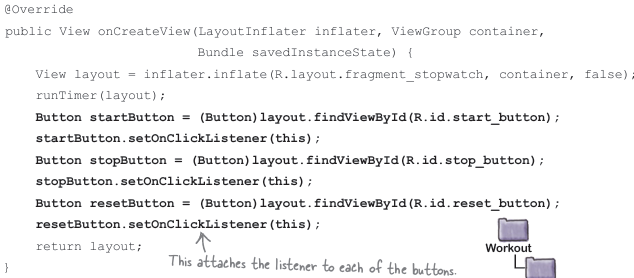 @Override
public View onCreateView(LayoutInflater inflater, ViewGroup container,
Bundle savedInstanceState) {
View layout = inflater.inflate(R.layout.fragment_stopwatch, container, false);
runTimer(layout);
Button startButton = (Button)layout.findViewById(R.id.start_button);
startButton.setOnClickListener(this);
Button stopButton = (Button)layout.findViewById(R.id.stop_button);
stopButton.setOnClickListener(this);
Button resetButton = (Button)layout.findViewById(R.id.reset_button);
resetButton.setOnClickListener(this);
return layout;
Workout
This attaches the listener to each of the buttons.
}